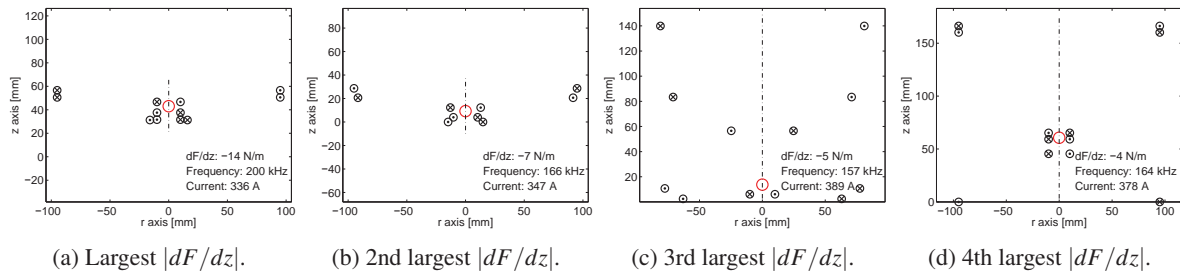 120
100
80
60
40
20
0
−20
z axis [mm]
−100
−50
0
50
100
r axis [mm]
dF/dz: −14 N/m
Frequency: 200 kHz
Current: 336 A
(a) Largest |dF/dz|.
100
80
60
40
20
0
−20
−40
−60
z axis [mm]
−100
−50
0
50
100
r axis [mm]
dF/dz: −7 N/m
Frequency: 166 kHz
Current: 347 A
(b) 2nd largest |dF/dz|.
140
120
100
80
60
40
20
z axis [mm]
−50
0
50
r axis [mm]
dF/dz: −5 N/m
Frequency: 157 kHz
Current: 389 A
(c) 3rd largest |dF/dz|.
150
100
50
0
z axis [mm]
−100
−50
0
50
100
r axis [mm]
dF/dz: −4 N/m
Frequency: 164 kHz
Current: 378 A
(d) 4th largest |dF/dz|.